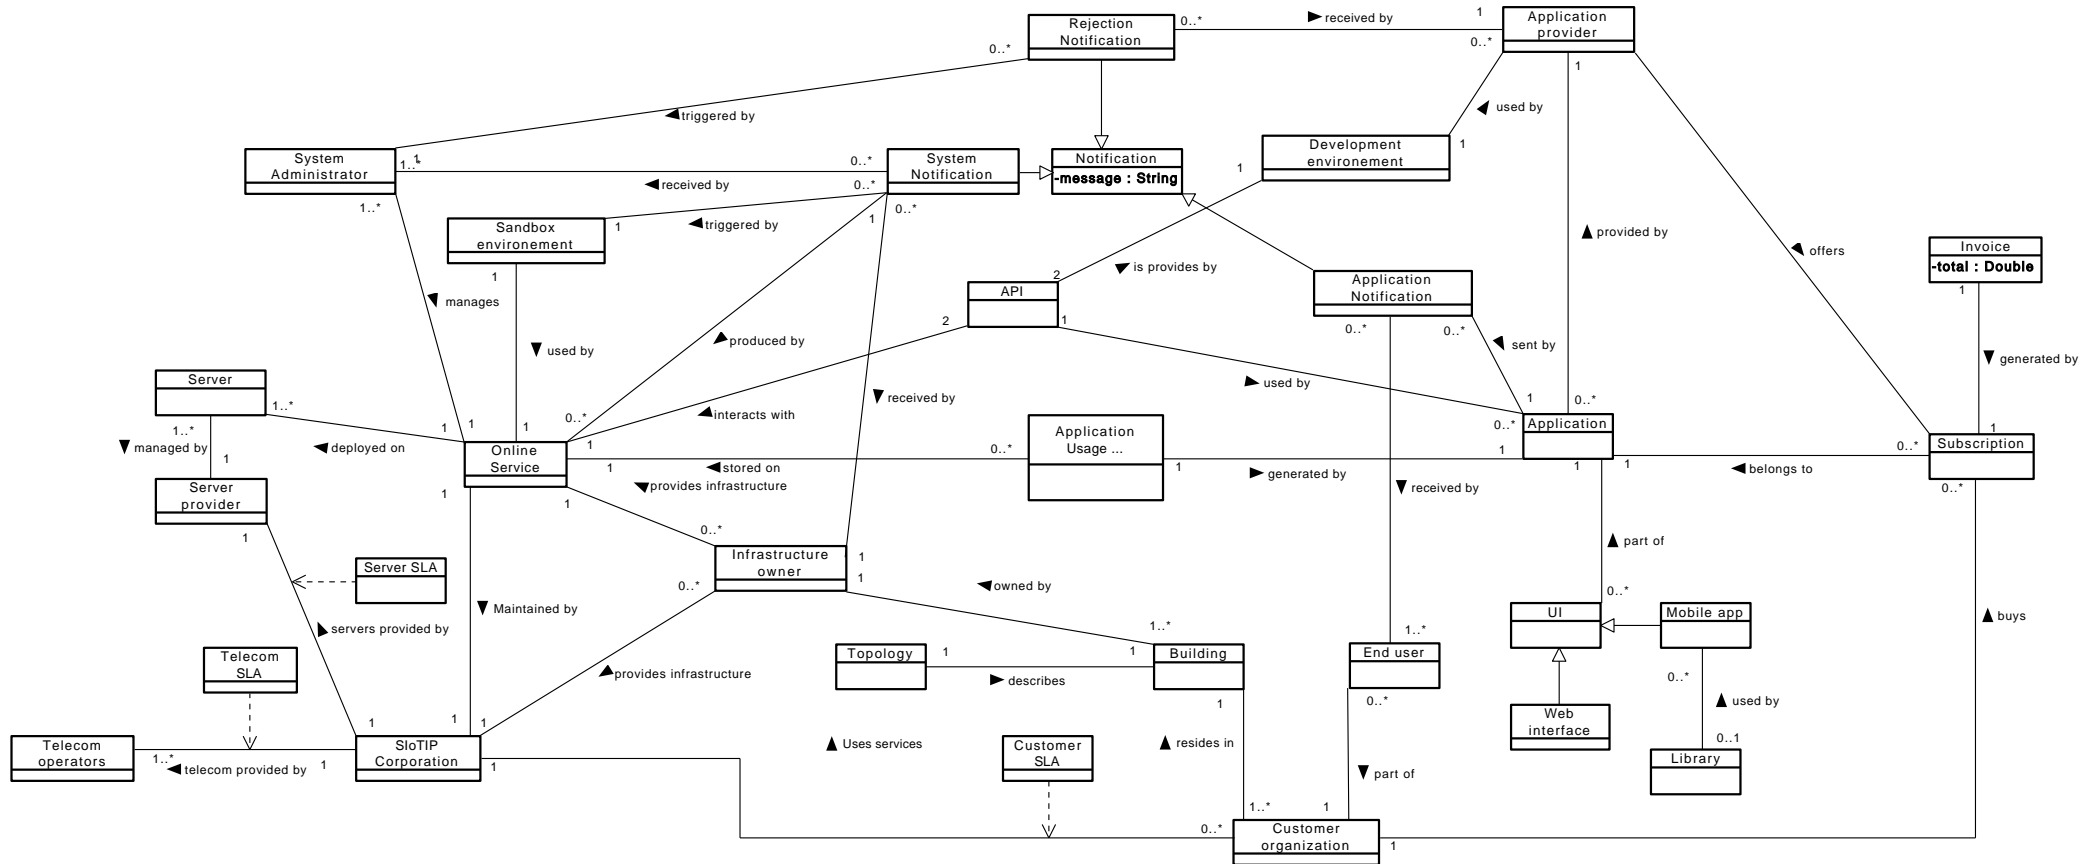 Rejection
Notification
0..*
received by
1
Application
provider
0..*
0..*
1
used by
triggered by
System
Administrator
1
1..*
0..*
System
Notification
Notification
-message : String
Development
environement
1
1
received by
0..*
1..*
1
0..*
Sandbox
environement
1
triggered by
provided by
offers
Invoice
-total : Double
1
1
is provides by
2
API
Application
Notification
manages
2
1
0..*
0..*
used by
produced by
sent by
generated by
Server
used by
received by
1..*
interacts with
1
0..*
1
0..*
1
1
1
0..*
1
1..*
managed by
deployed on
Online
Service
1
1
stored on
provides infrastructure
0..*
Application
Usage ...
1
generated by
1
Application
1
1
belongs to
0..*
Subscription
0..*
1
Server
provider
1
1
1
received by
0..*
Infrastructure
owner
1
1
part of
Server SLA
0..*
owned by
0..*
Maintained by
UI
Mobile app
buys
servers provided by
1..*
1..*
Telecom
SLA
Topology
1
1
Building
End user
provides infrastructure
describes
0..*
0..*
used by
1
Web
interface
1
1
1
Telecom
operators
1..*
telecom provided by
1
SIoTIP
Corporation
1
Uses services
Customer
SLA
resides in
0..1
Library
part of
1..*
1
0..*
Customer
organization
1